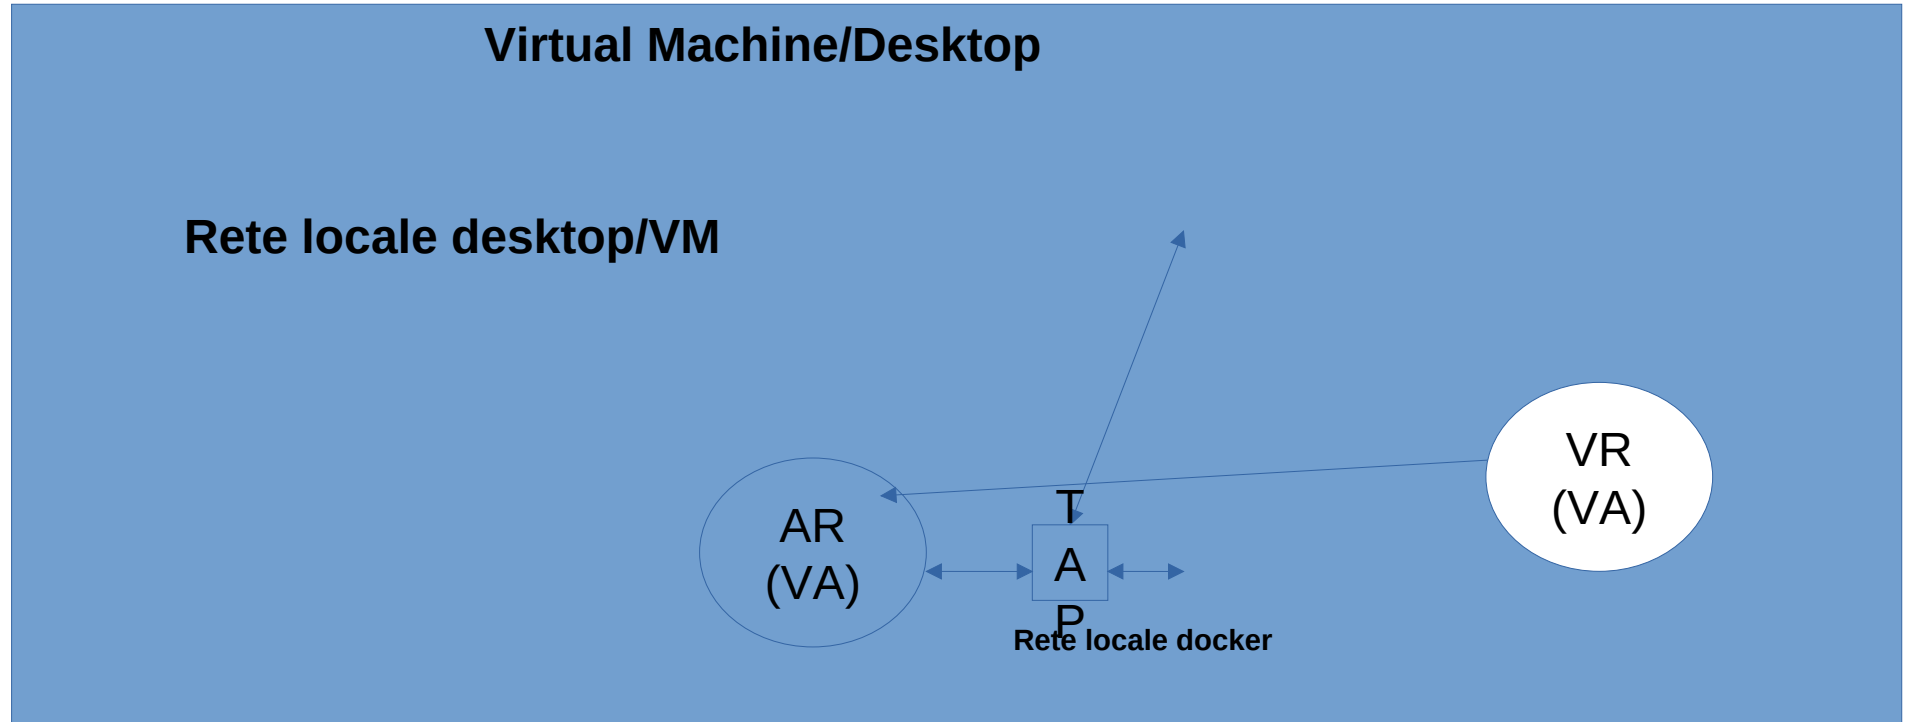 Virtual Machine/Desktop
Rete locale desktop/VM
VR
(VA)
AR
(VA)
T
A
P
Rete locale docker